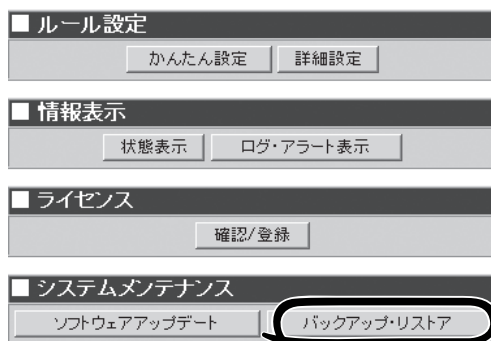 ■ ルール設定
かんたん設定 詳細設定
■ 情報表示
状態表示 ログ・アラート表示
■ ライセンス
確認/登録
■ システムメンテナンス
ソフトウェアアップデート バックアップ・リストア